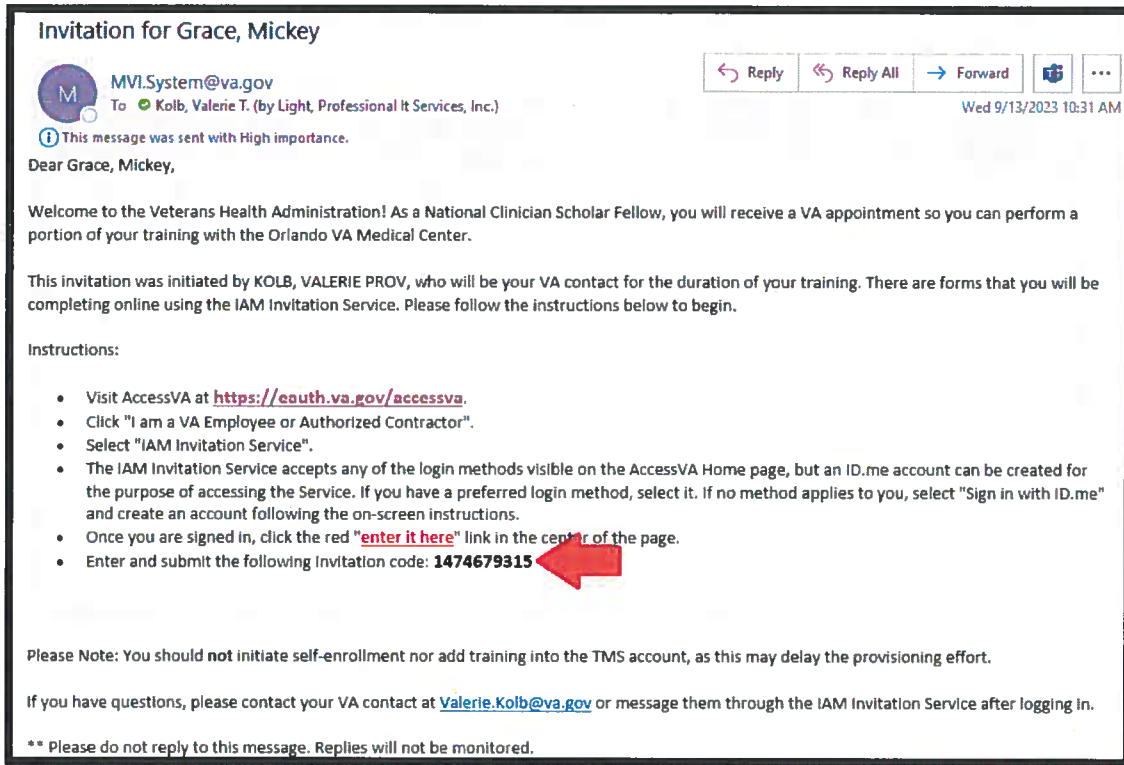 Invitation for Grace, Mickey
Reply
Reply All
Forward
M
MVI.System@va.gov
To Kolb, Valerie T. (by Light, Professional It Services, Inc.)
Wed 9/13/2023 10:31 AM
This message was sent with High importance.
Dear Grace, Mickey,
Welcome to the Veterans Health Administration! As a National Clinician Scholar Fellow, you will receive a VA appointment so you can perform a
portion of your training with the Orlando VA Medical Center.
This invitation was initiated by KOLB, VALERIE PROV, who will be your VA contact for the duration of your training. There are forms that you will be
completing online using the IAM Invitation Service. Please follow the instructions below to begin.
Instructions:
• Visit AccessVA at https://eauth.va.gov/accessva.
• Click "I am a VA Employee or Authorized Contractor".
• Select "IAM Invitation Service".
• The IAM Invitation Service accepts any of the login methods visible on the AccessVA Home page, but an ID.me account can be created for
the purpose of accessing the Service. If you have a preferred login method, select it. If no method applies to you, select "Sign in with ID.me"
and create an account following the on-screen instructions.
• Once you are signed in, click the red "enter it here" link in the center of the page.
• Enter and submit the following Invitation code: 1474679315
Please Note: You should not initiate self-enrollment nor add training into the TMS account, as this may delay the provisioning effort.
If you have questions, please contact your VA contact at Valerie.Kolb@va.gov or message them through the IAM Invitation Service after logging in.
** Please do not reply to this message. Replies will not be monitored.